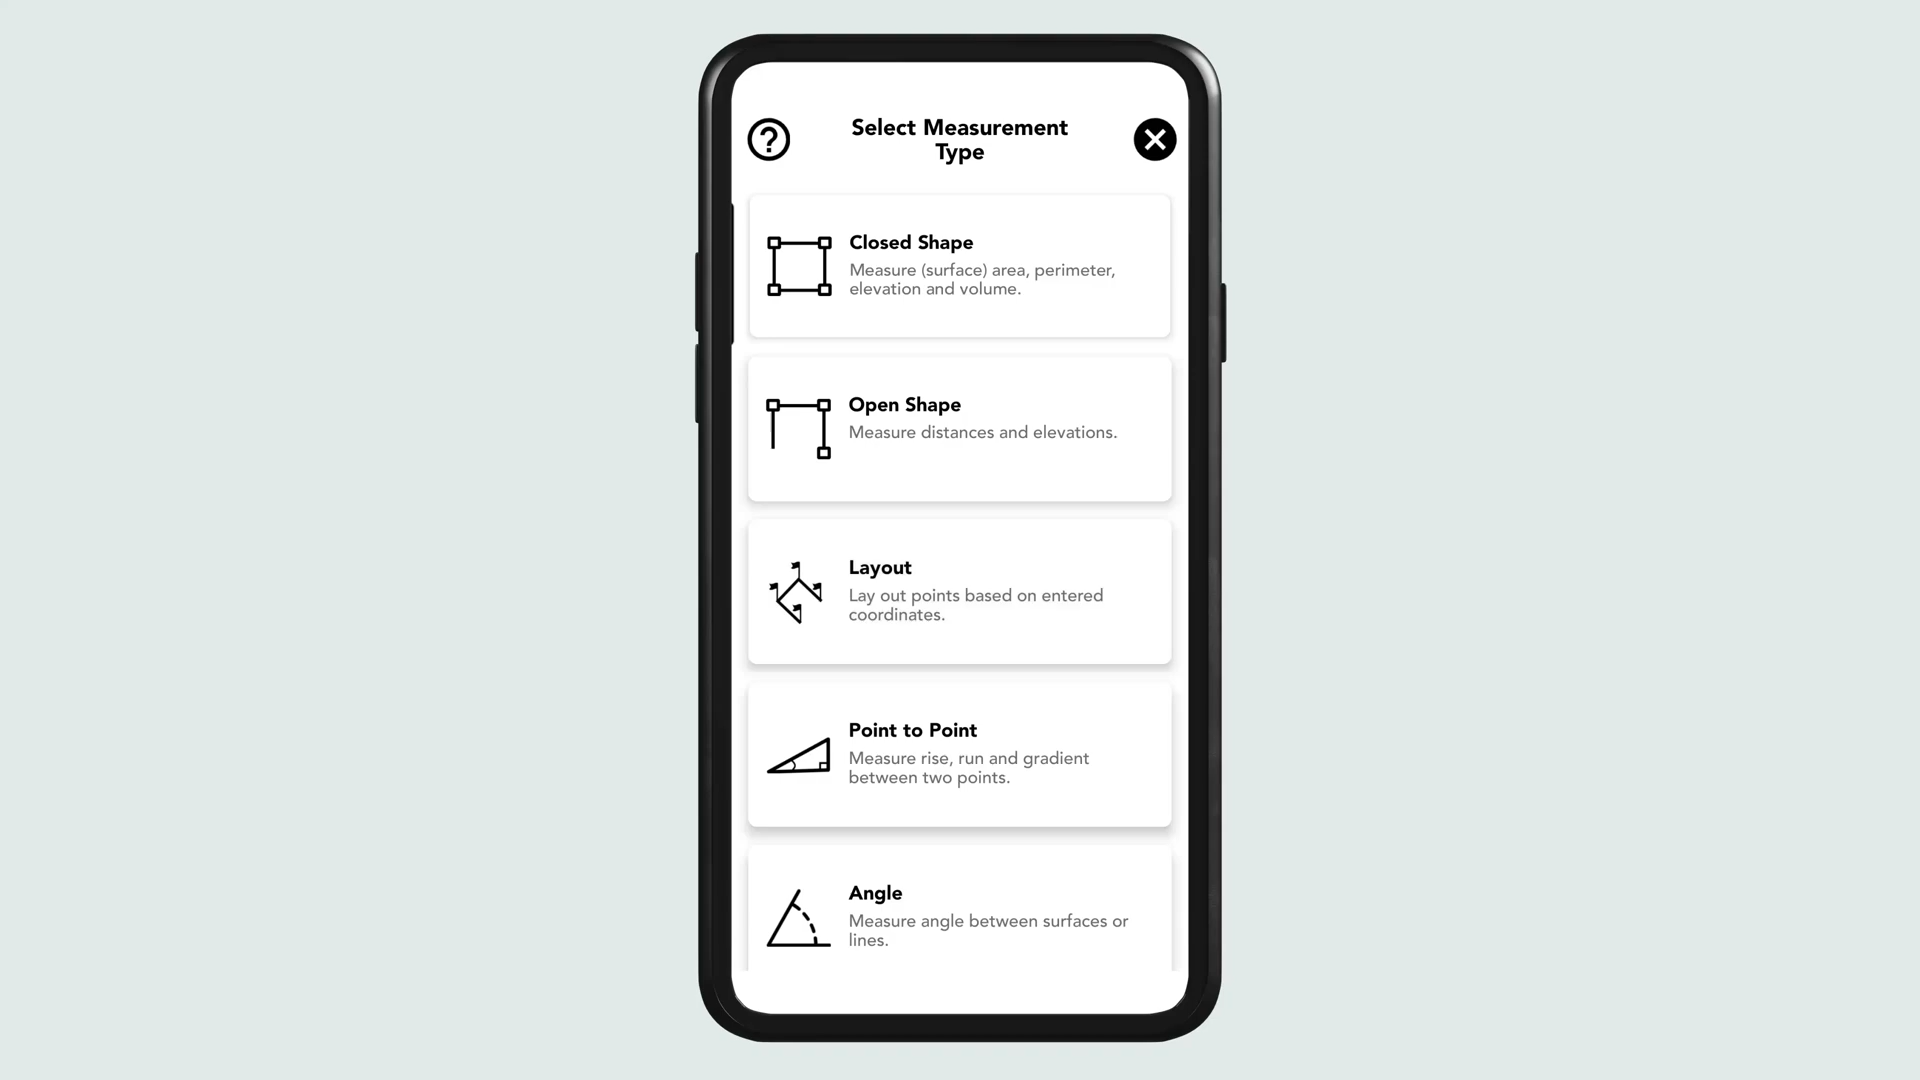 Select Measurement
Type
Closed Shape
Measure (surface) area, perimeter,
elevation and volume.
Open Shape
Measure distances and elevations.
Layout
Lay out points based on entered
coordinates.
Point to Point
Measure rise, run and gradient
between two points.
Angle
Measure angle between surfaces or
lines.